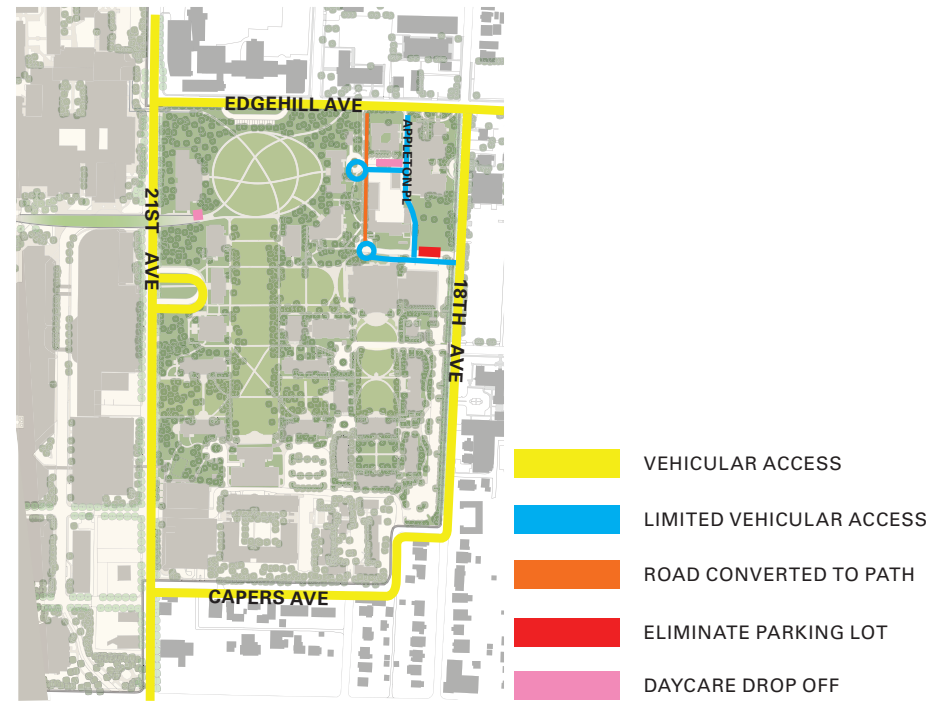 EDGEHILL AVE
APPLETON PL
21ST AVE
18TH AVE
CAPERS AVE
VEHICULAR ACCESS
LIMITED VEHICULAR ACCESS
ROAD CONVERTED TO PATH
ELIMINATE PARKING LOT
DAYCARE DROP OFF